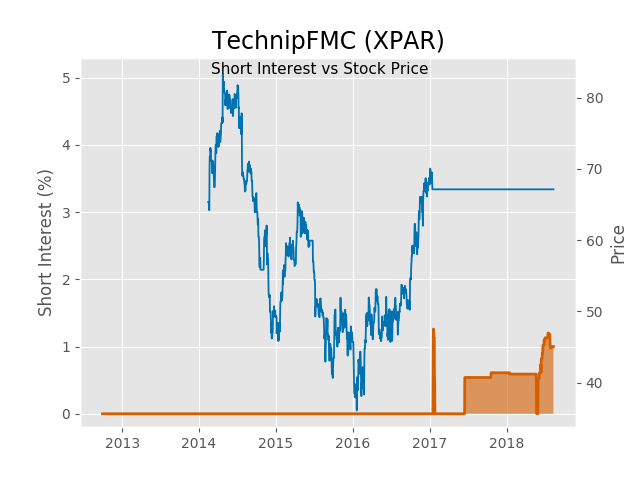 TechnipFMC (XPAR)
Short Interest vs Stock Price
Short Interest (%)
5
4
3
2
1
0
80
70
60
50
40
Price
2013 2014 2015 2016 2017 2018